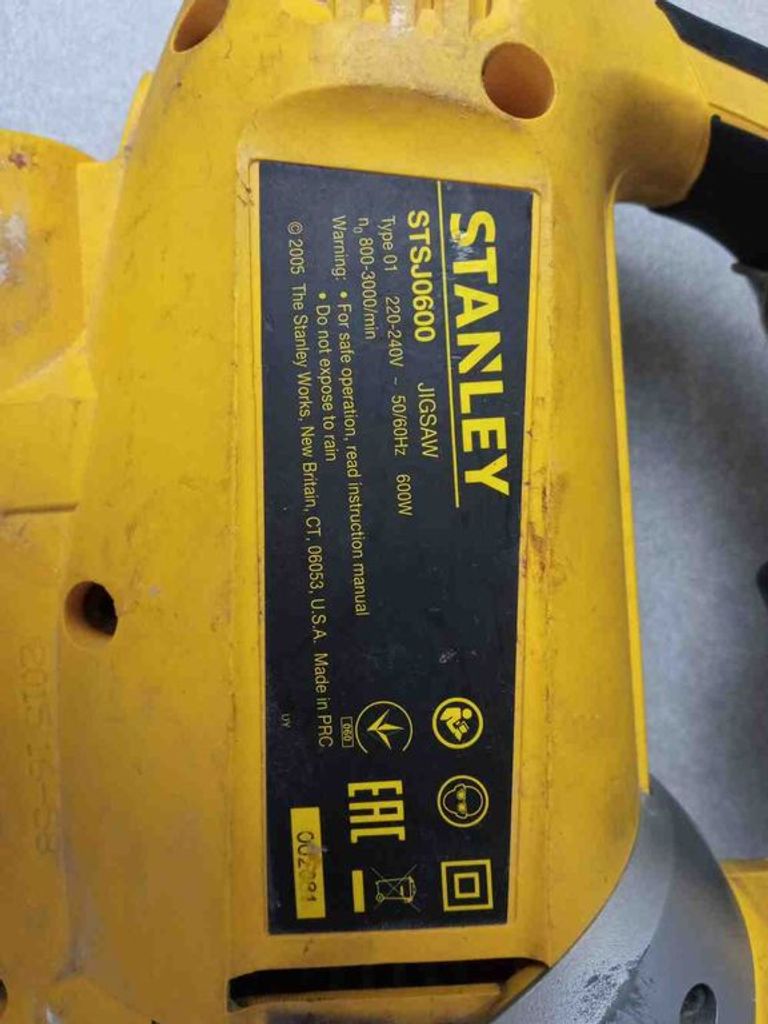 STANLEY
STSJ0600 JIGSAW
Type 01 220-240V ~ 50/60Hz 600W
n₀ 800-3000/min
Warning: • For safe operation, read instruction manual
• Do not expose to rain
© 2005 The Stanley Works, New Britain, CT, 06053, U.S.A. Made in PRC
060
EAC